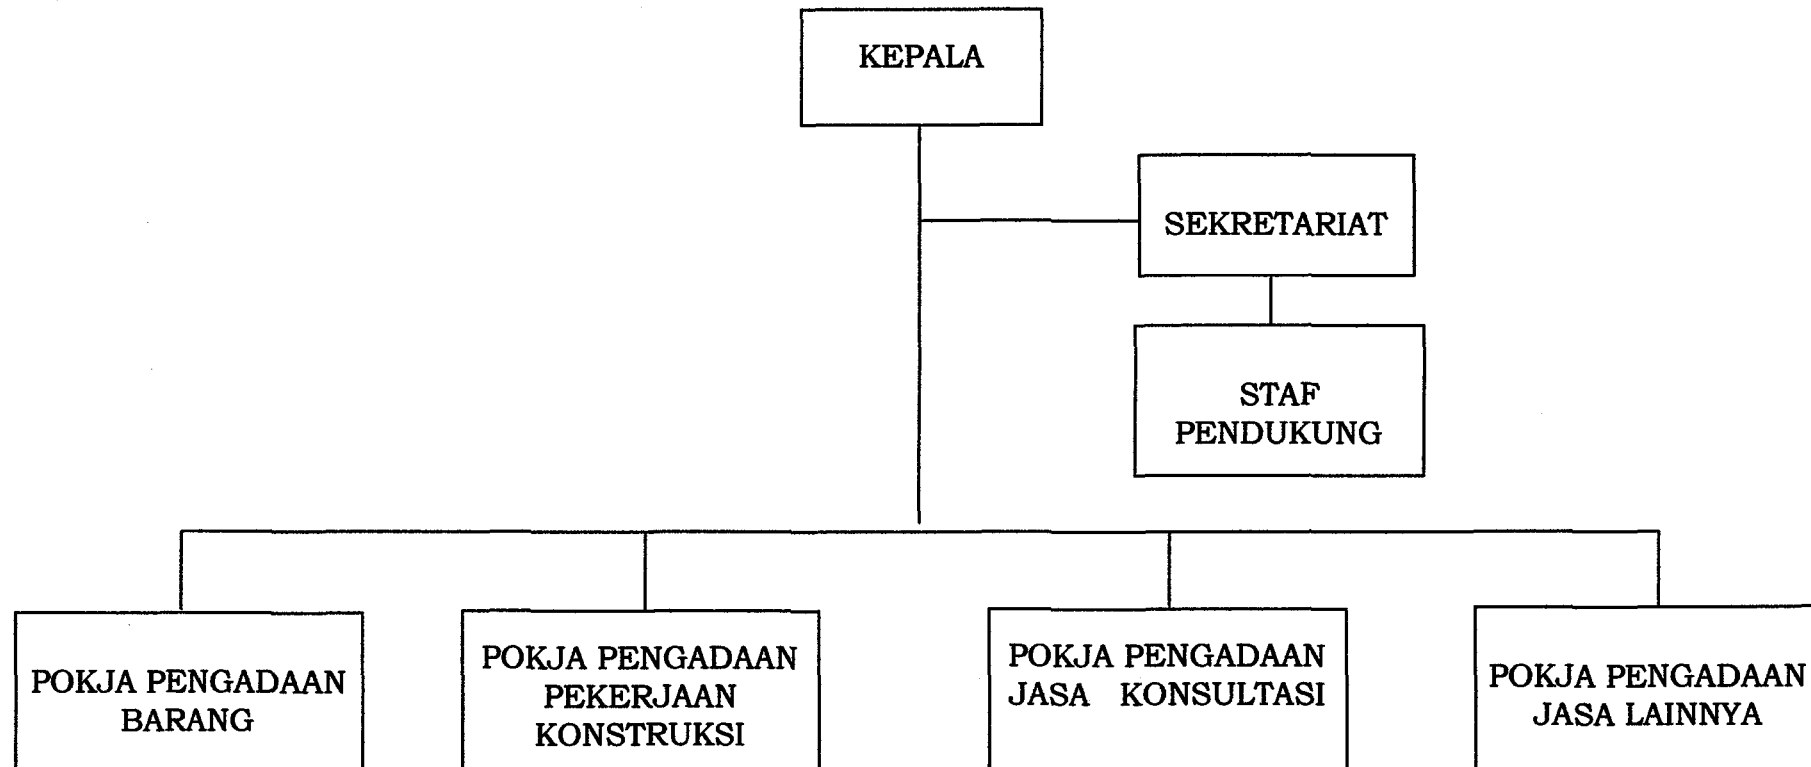 KEPALA
SEKRETARIAT
STAF
PENDUKUNG
POKJA PENGADAAN
BARANG
POKJA PENGADAAN
PEKERJAAN
KONSTRUKSI
POKJA PENGADAAN
JASA KONSULTASI
POKJA PENGADAAN
JASA LAINNYA